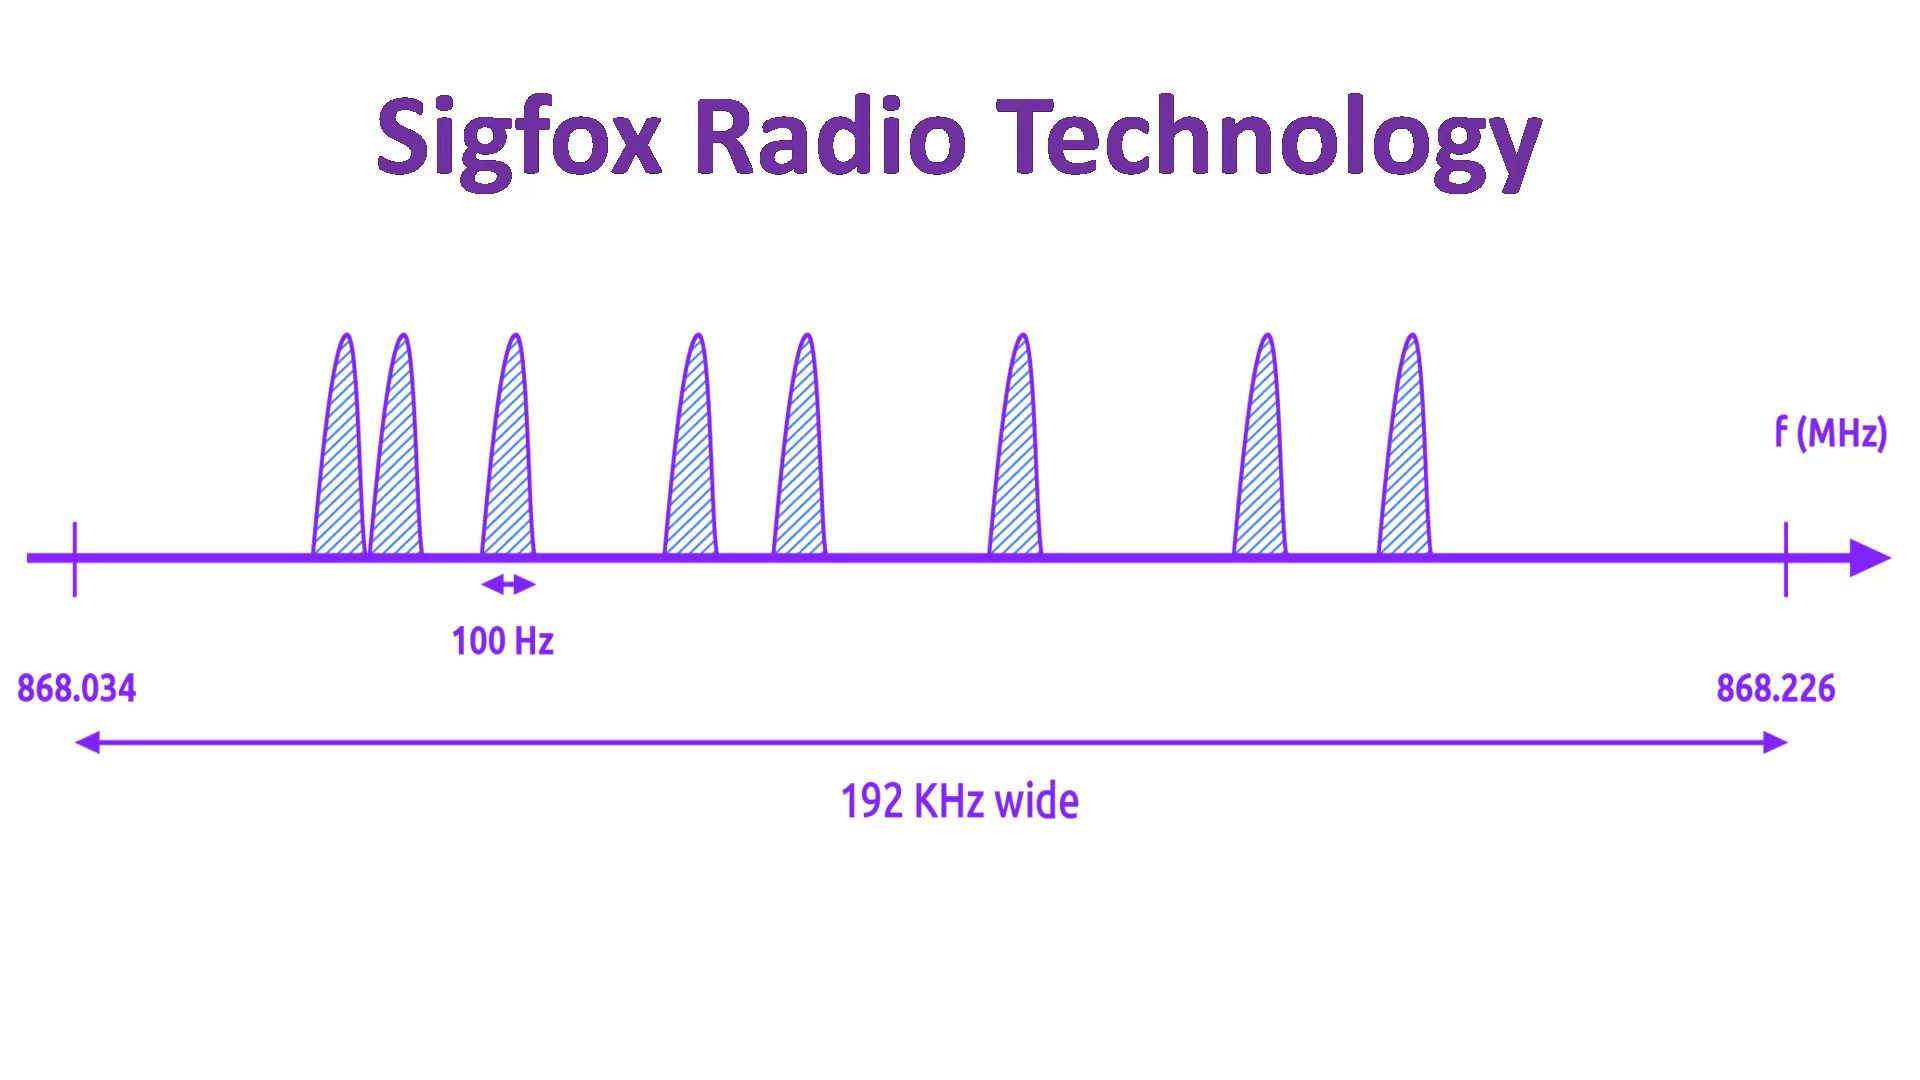 Sigfox Radio Technology
f (MHz)
100 Hz
868.034
868.226
192 KHz wide